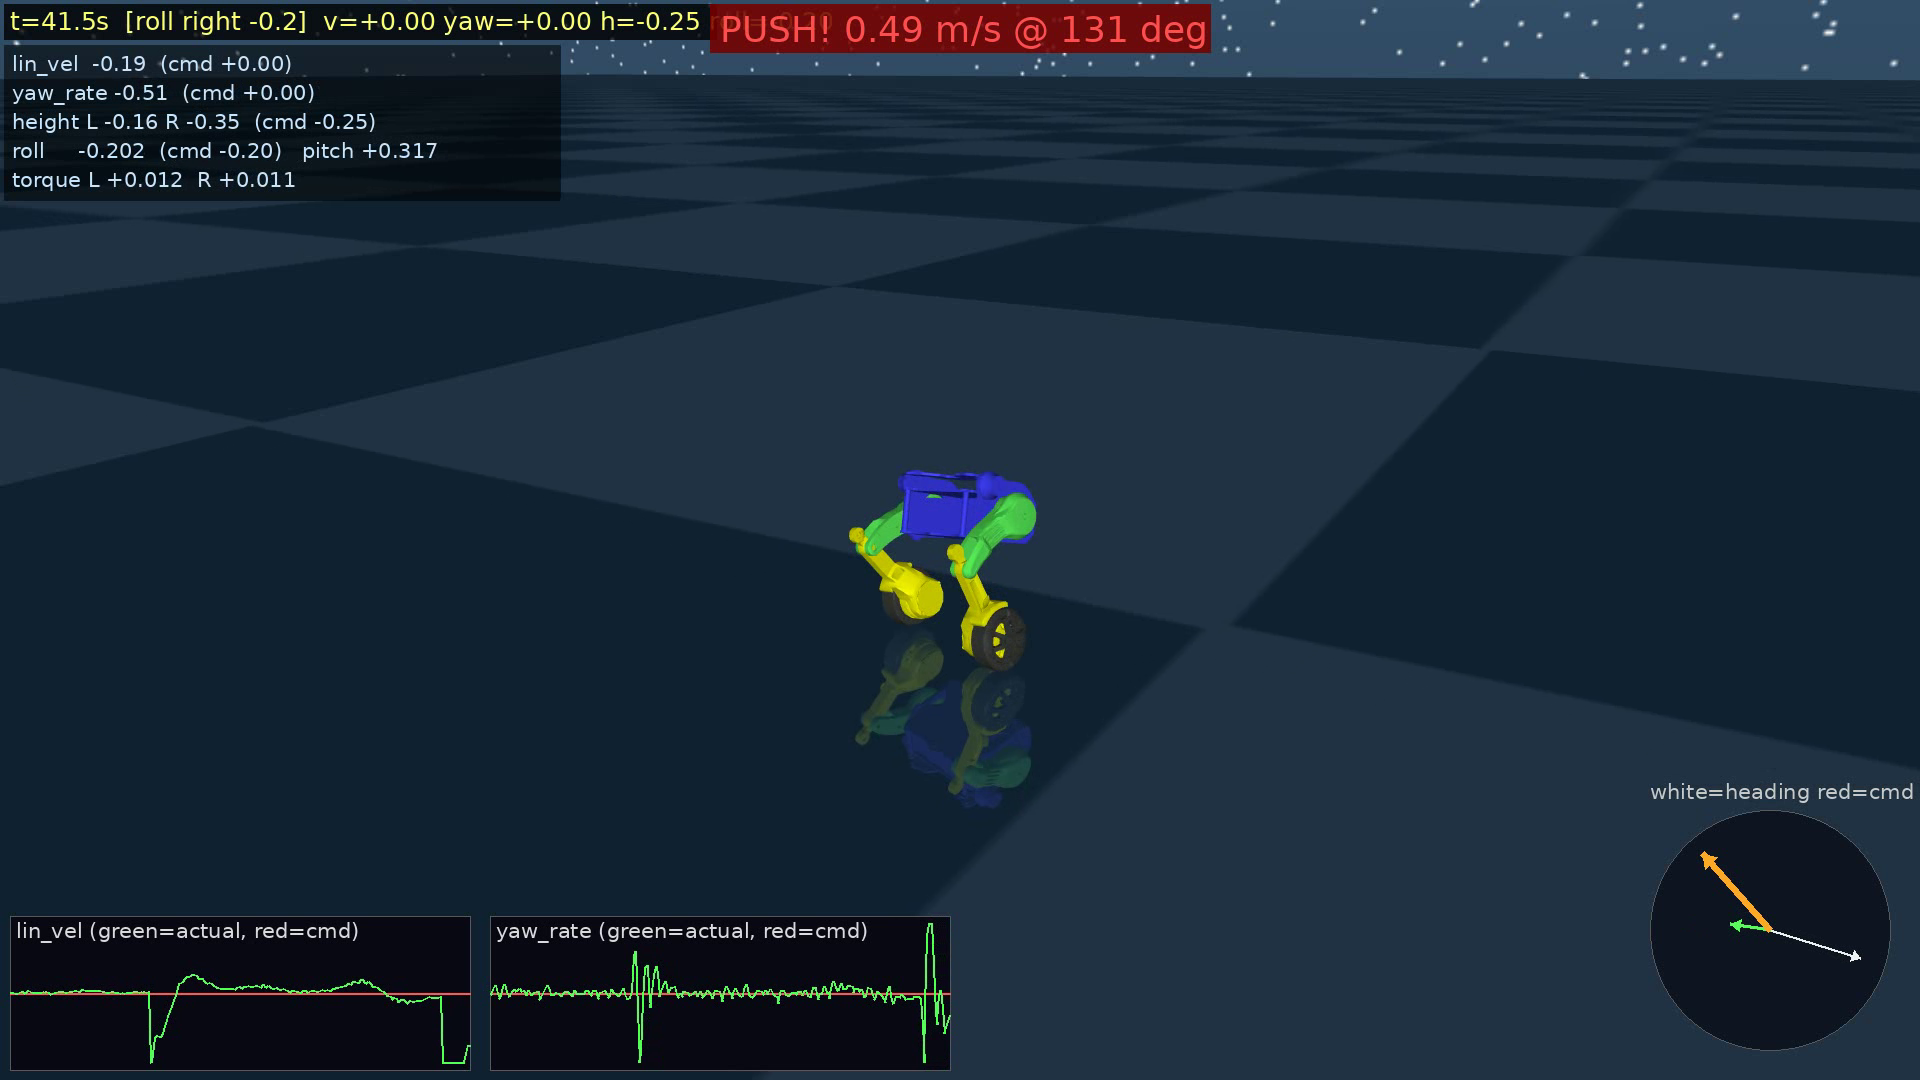 t=41.5s [roll right -0.2] v=+0.00 yaw=+0.00 h=-0.25
PUSH! 0.49 m/s @ 131 deg
lin_vel -0.19 (cmd +0.00)
yaw_rate -0.51 (cmd +0.00)
height L -0.16 R -0.35 (cmd -0.25)
roll -0.202 (cmd -0.20) pitch +0.317
torque L +0.012 R +0.011
white=heading red=cmd
lin_vel (green=actual, red=cmd)
yaw_rate (green=actual, red=cmd)